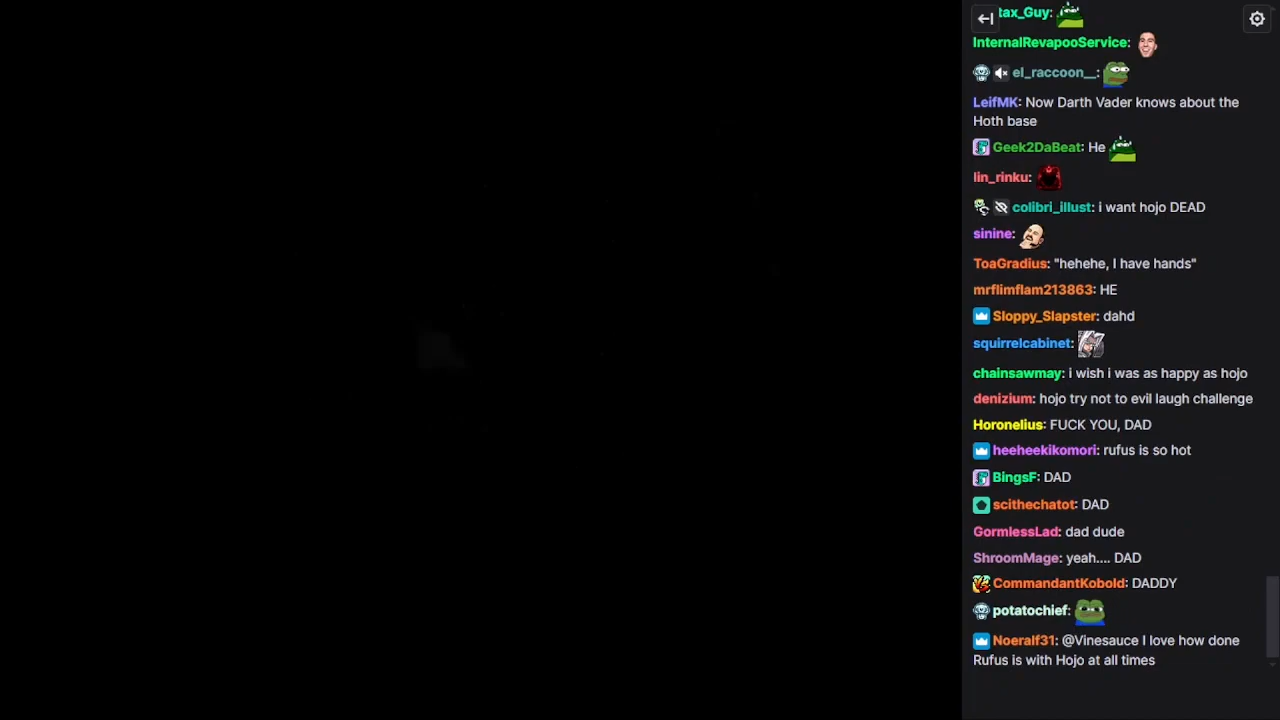 tax_Guy:
InternalRevapooService:
el_raccoon__:
LeifMK: Now Darth Vader knows about the
Hoth base
Geek2DaBeat: He
lin_rinku:
colibri_illust: i want hojo DEAD
sinine:
ToaGradius: "hehehe, I have hands"
mrflimflam213863: HE
Sloppy_Slapster: dahd
squirrelcabinet:
chainsawmay: i wish i was as happy as hojo
denizium: hojo try not to evil laugh challenge
Horonelius: FUCK YOU, DAD
heeheekikomori: rufus is so hot
BingsF: DAD
scithechatot: DAD
GormlessLad: dad dude
ShroomMage: yeah.... DAD
CommandantKobold: DADDY
potatochief:
Noeralf31: @Vinesauce I love how done
Rufus is with Hojo at all times